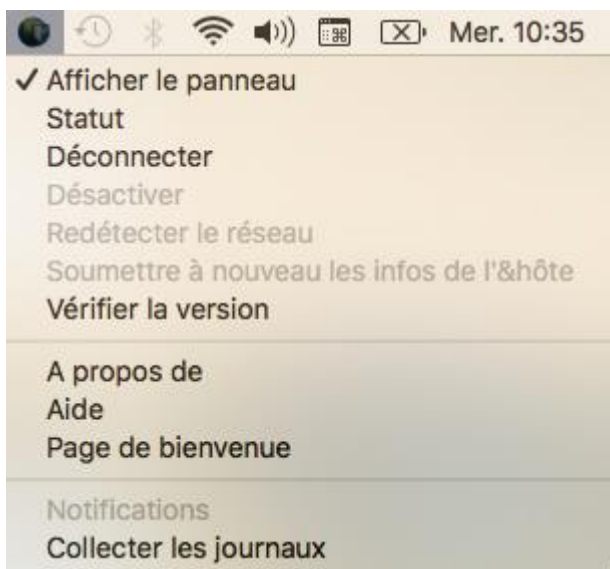 Mer. 10:35
✓ Afficher le panneau
Statut
Déconnecter
Désactiver
Redétecter le réseau
Soumettre à nouveau les infos de l'&hôte
Vérifier la version
A propos de
Aide
Page de bienvenue
Notifications
Collecter les journaux